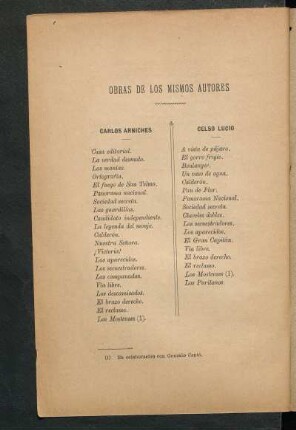 OBRAS DE LOS MISMOS AUTORES
CARLOS ARNICHES
Casa editorial.
La verdad desnuda.
Las manías.
Ortografía.
El fuego de San Telmo.
Panorama nacional.
Sociedad secreta.
Las guardillas.
Candidato independiente.
La leyenda del monje.
Calderón.
Nuestra Señora.
¡Victoria!
Los aparecidos.
Los secuestradores.
Las campanadas.
Vía libre.
Los descamisados.
El brazo derecho.
El reclamo.
Los Mostenses (1).
CELSO LUCIO
A vista de pájaro.
El gorro frigio.
Boulanger.
Un vaso de agua.
Calderón.
Pan de Flor.
Panorama Nacional.
Sociedad secreta.
Claveles dobles.
Los secuestradores.
Los aparecidos.
El Gran Capitán.
Vía libre.
El brazo derecho.
El reclamo.
Los Mostenses (1).
Los Puritanos
(1) En colaboración con Gonzalo Cantó.